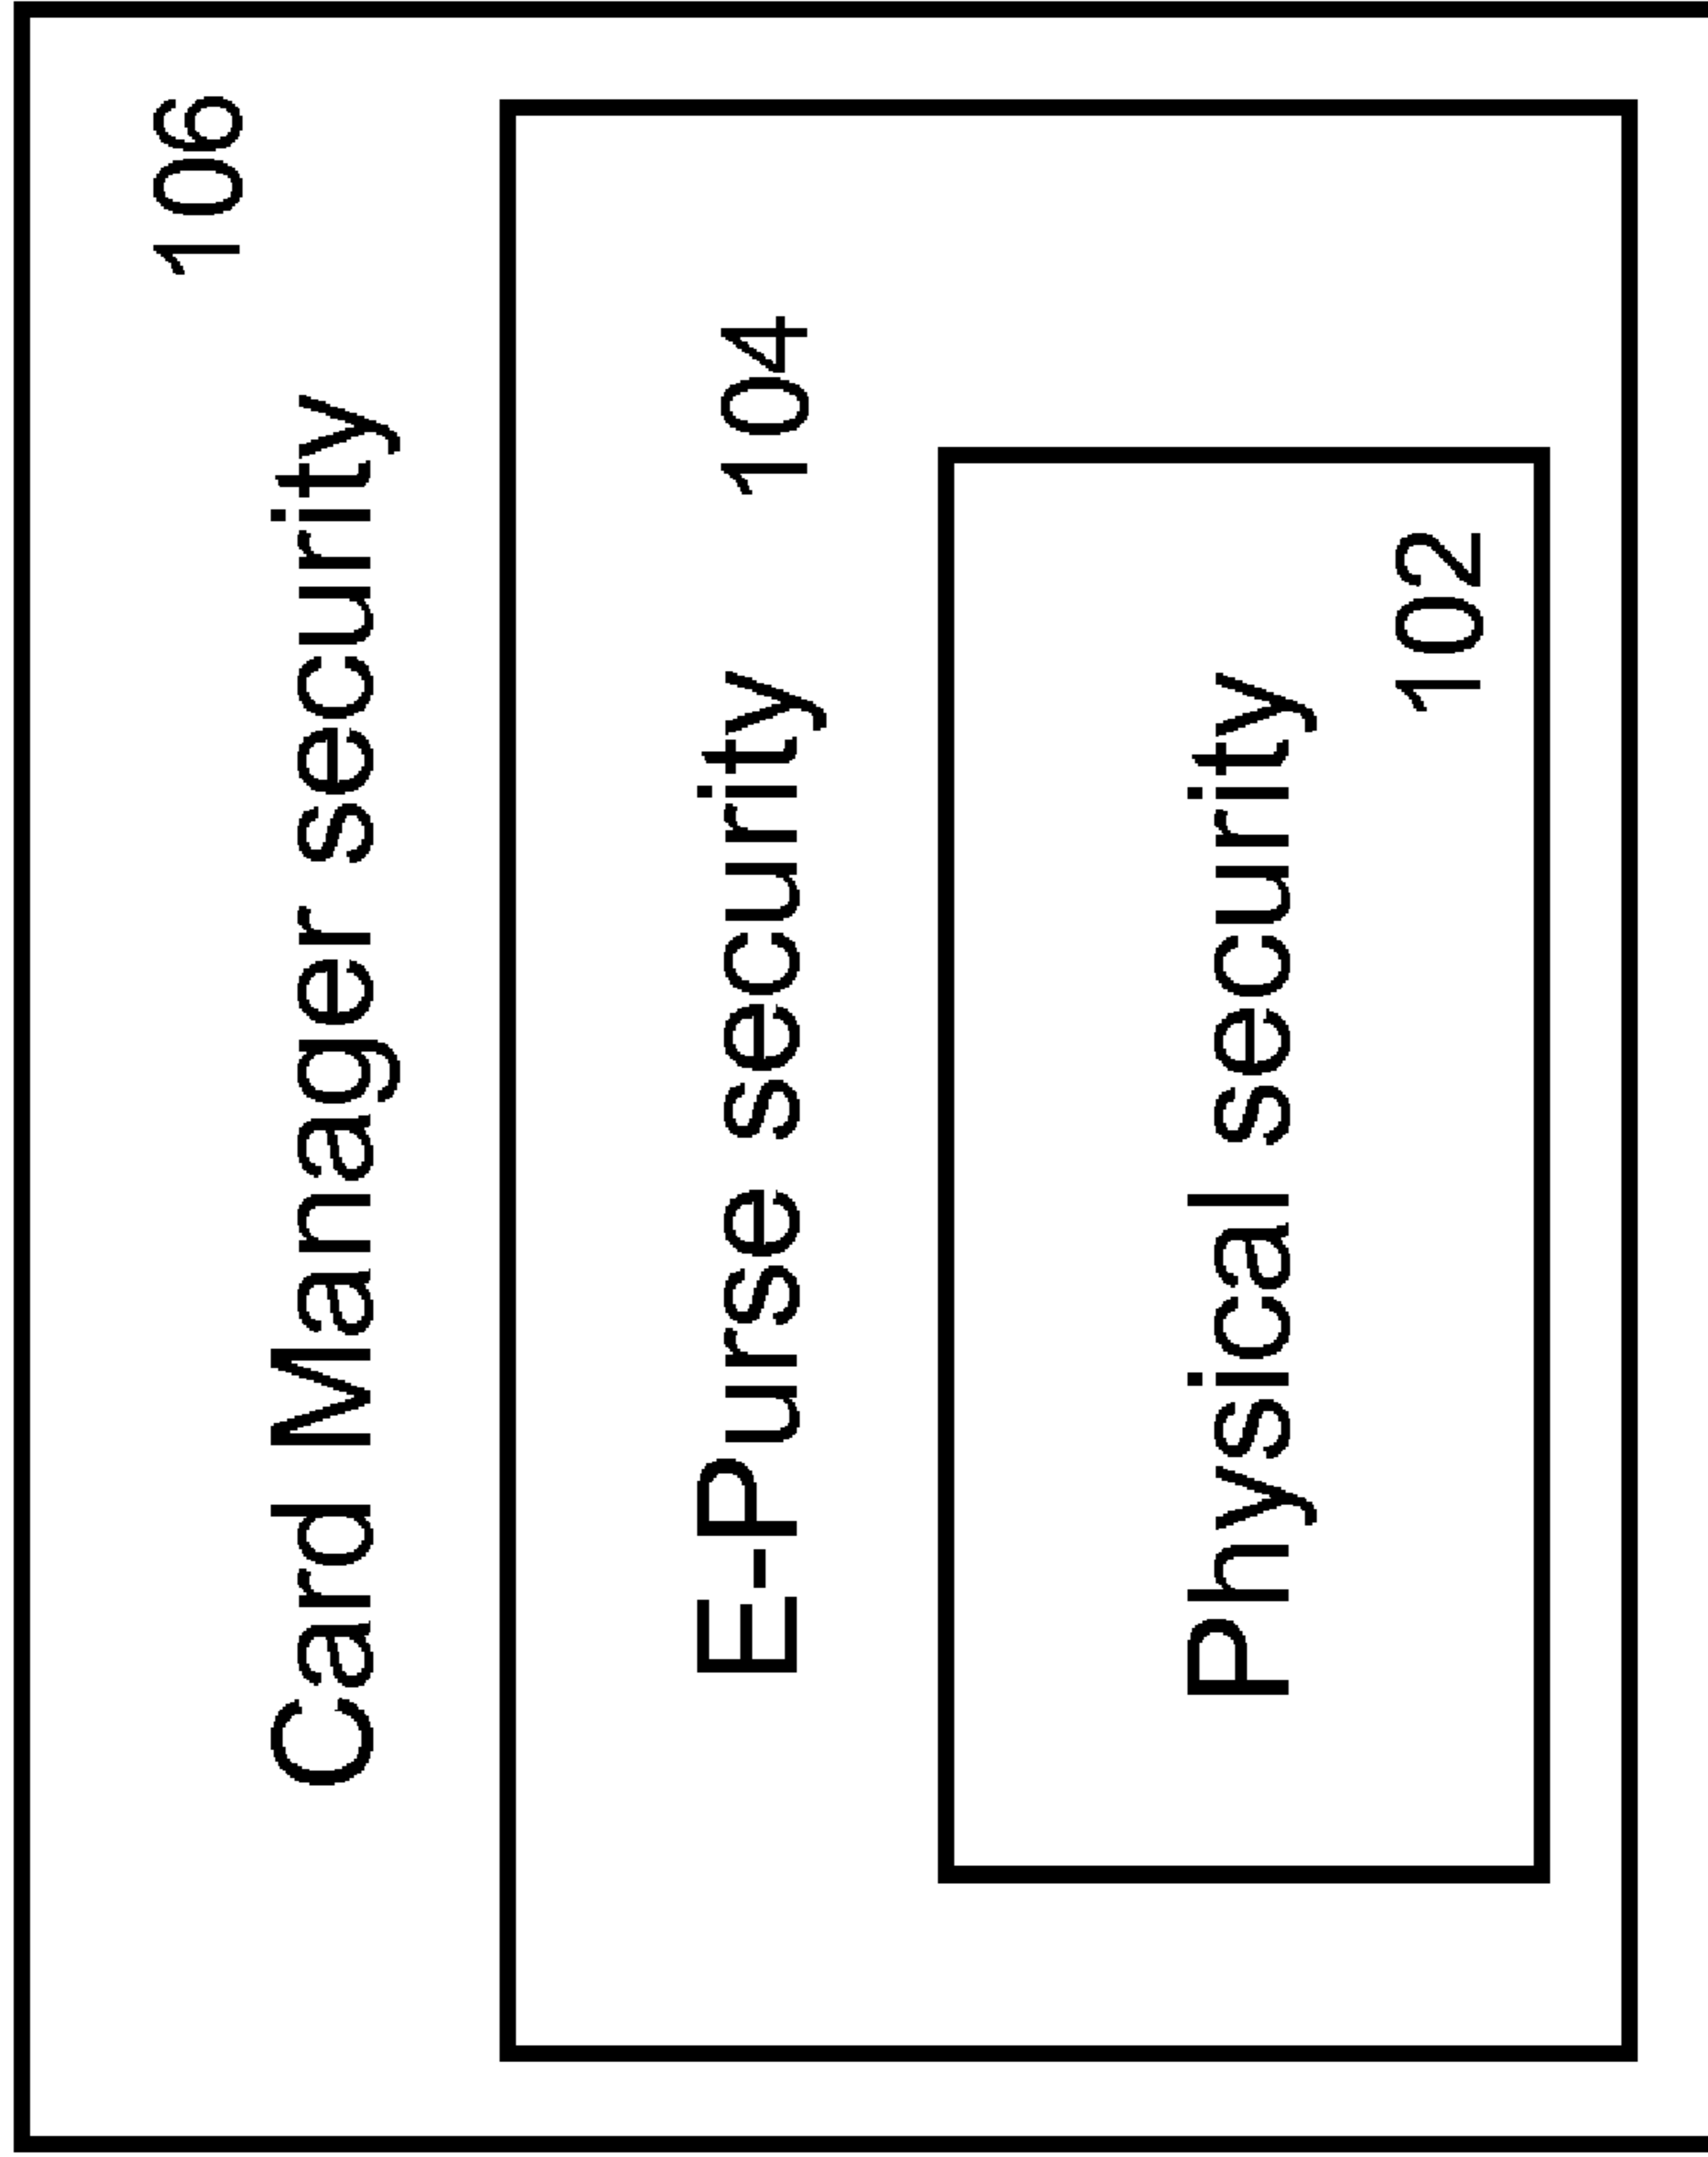 106
Card Manager security
E-Purse security 104
Physical security
102